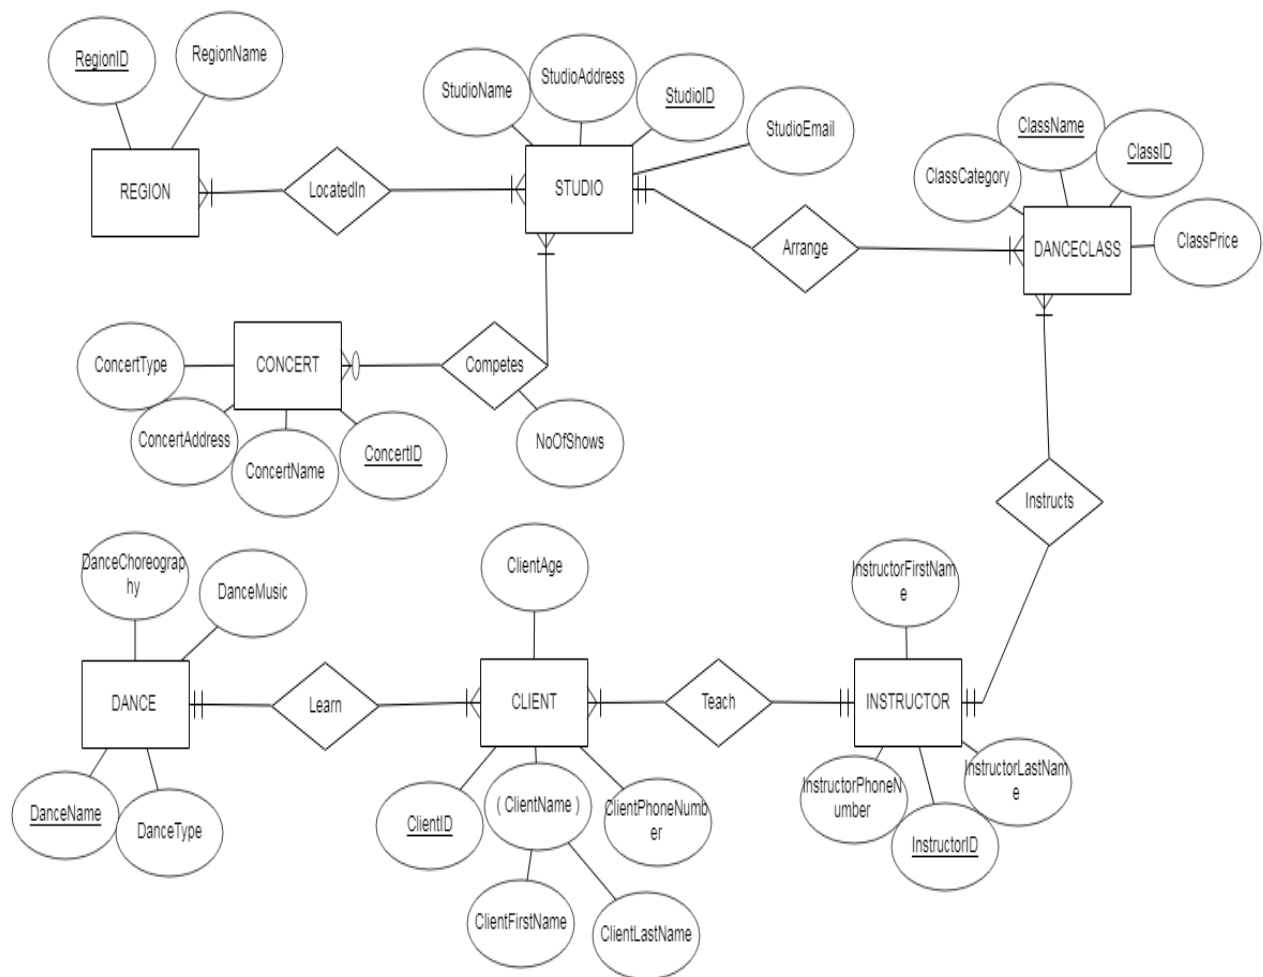 RegionID
RegionName
StudioName
StudioAddress
StudioID
StudioEmail
ClassName
ClassCategory
ClassID
ClassPrice
REGION
LocatedIn
STUDIO
Arrange
DANCECLASS
ConcertType
CONCERT
Competes
ConcertAddress
ConcertName
ConcertID
NoOfShows
Instructs
DanceChoreograp
hy
DanceMusic
ClientAge
InstructorFirstNam
e
DANCE
Learn
CLIENT
Teach
INSTRUCTOR
DanceName
DanceType
ClientID
( ClientName )
ClientPhoneNumb
er
InstructorPhoneN
umber
InstructorID
InstructorLastNam
e
ClientFirstName
ClientLastName